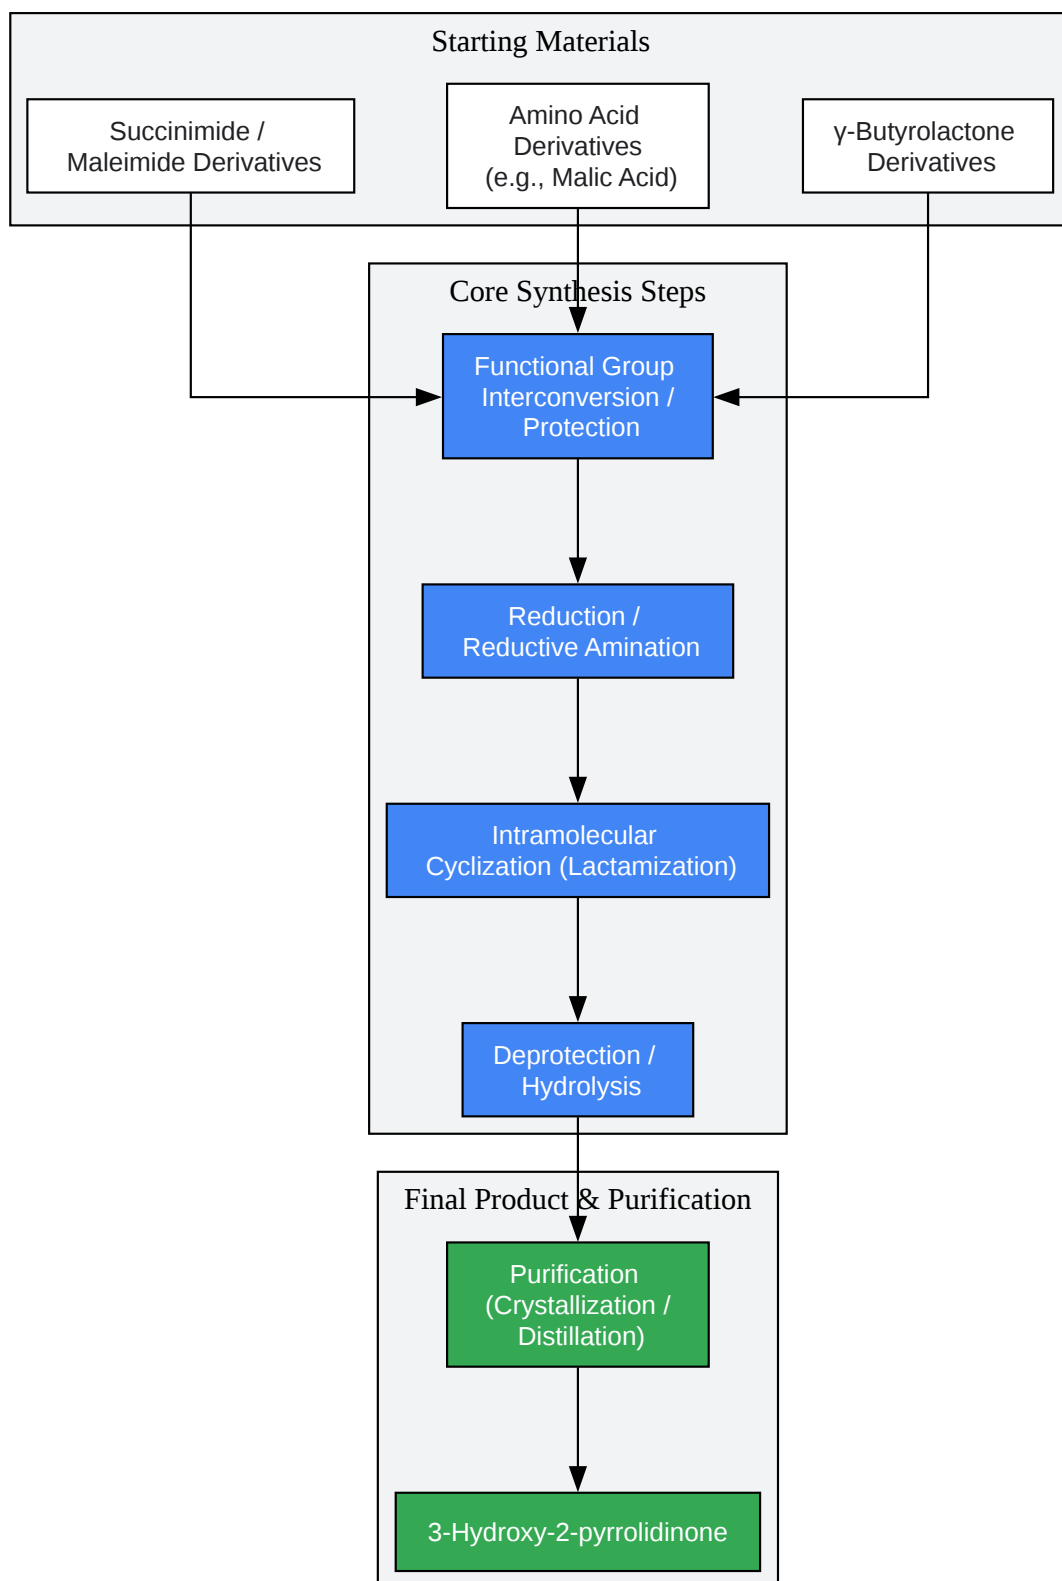 Starting Materials
Succinimide /
Maleimide Derivatives
Amino Acid
Derivatives
(e.g., Malic Acid)
γ-Butyrolactone
Derivatives
Core Synthesis Steps
Functional Group
Interconversion /
Protection
Reduction /
Reductive Amination
Intramolecular
Cyclization (Lactamization)
Deprotection /
Hydrolysis
Final Product & Purification
Purification
(Crystallization /
Distillation)
3-Hydroxy-2-pyrrolidinone